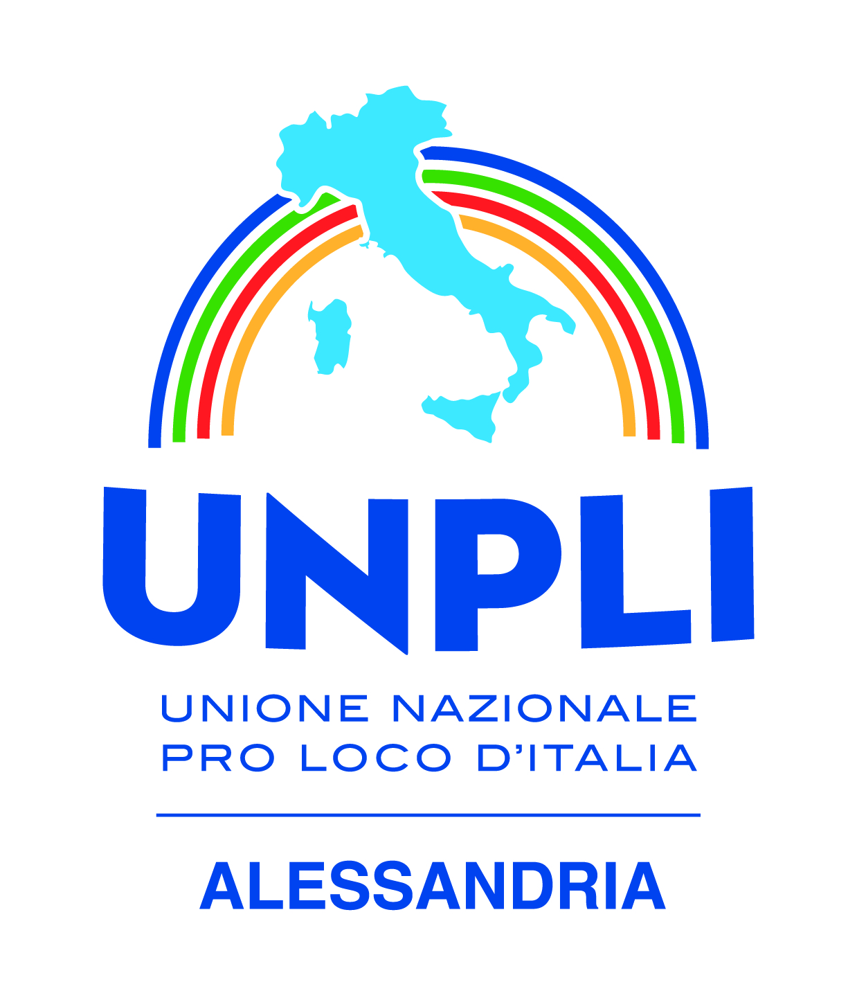 UNPLI
UNIONE NAZIONALE
PRO LOCO D'ITALIA
ALESSANDRIA